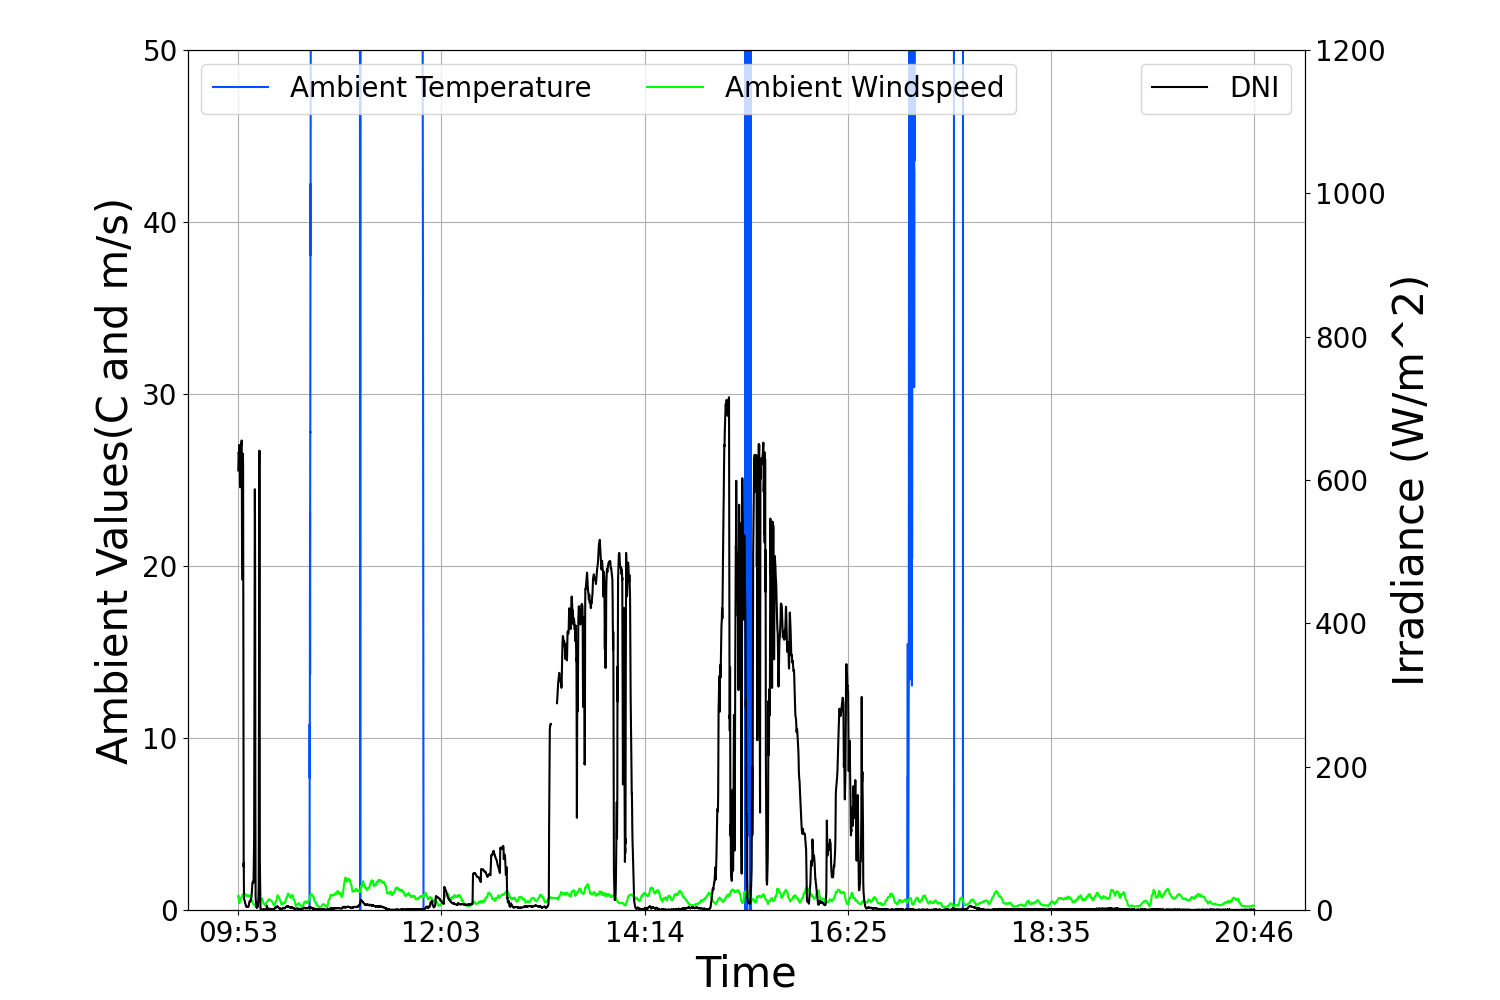 50
40
30
20
10
0
Ambient Values(C and m/s)
Ambient Temperature
Ambient Windspeed
DNI
1200
1000
800
600
400
200
0
Irradiance (W/m^2)
09:53 12:03 14:14 16:25 18:35 20:46
Time